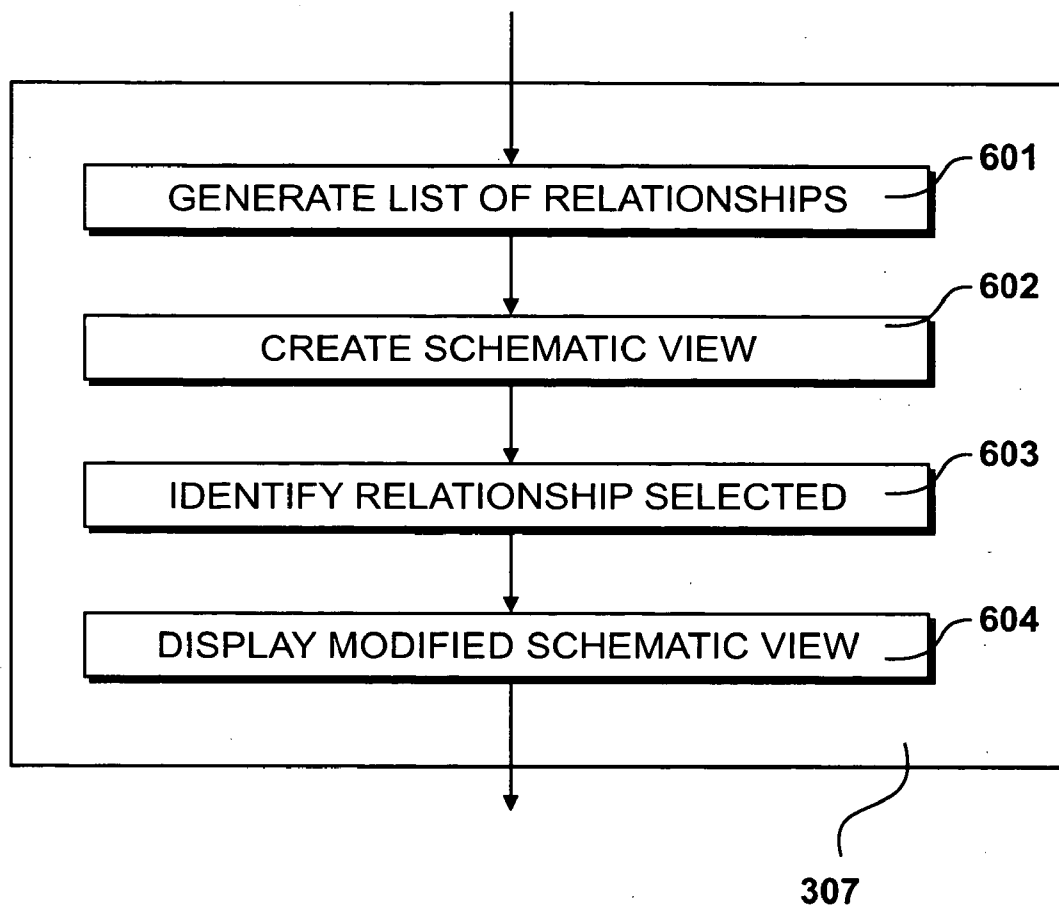 GENERATE LIST OF RELATIONSHIPS
601
CREATE SCHEMATIC VIEW
602
IDENTIFY RELATIONSHIP SELECTED
603
DISPLAY MODIFIED SCHEMATIC VIEW
604
307